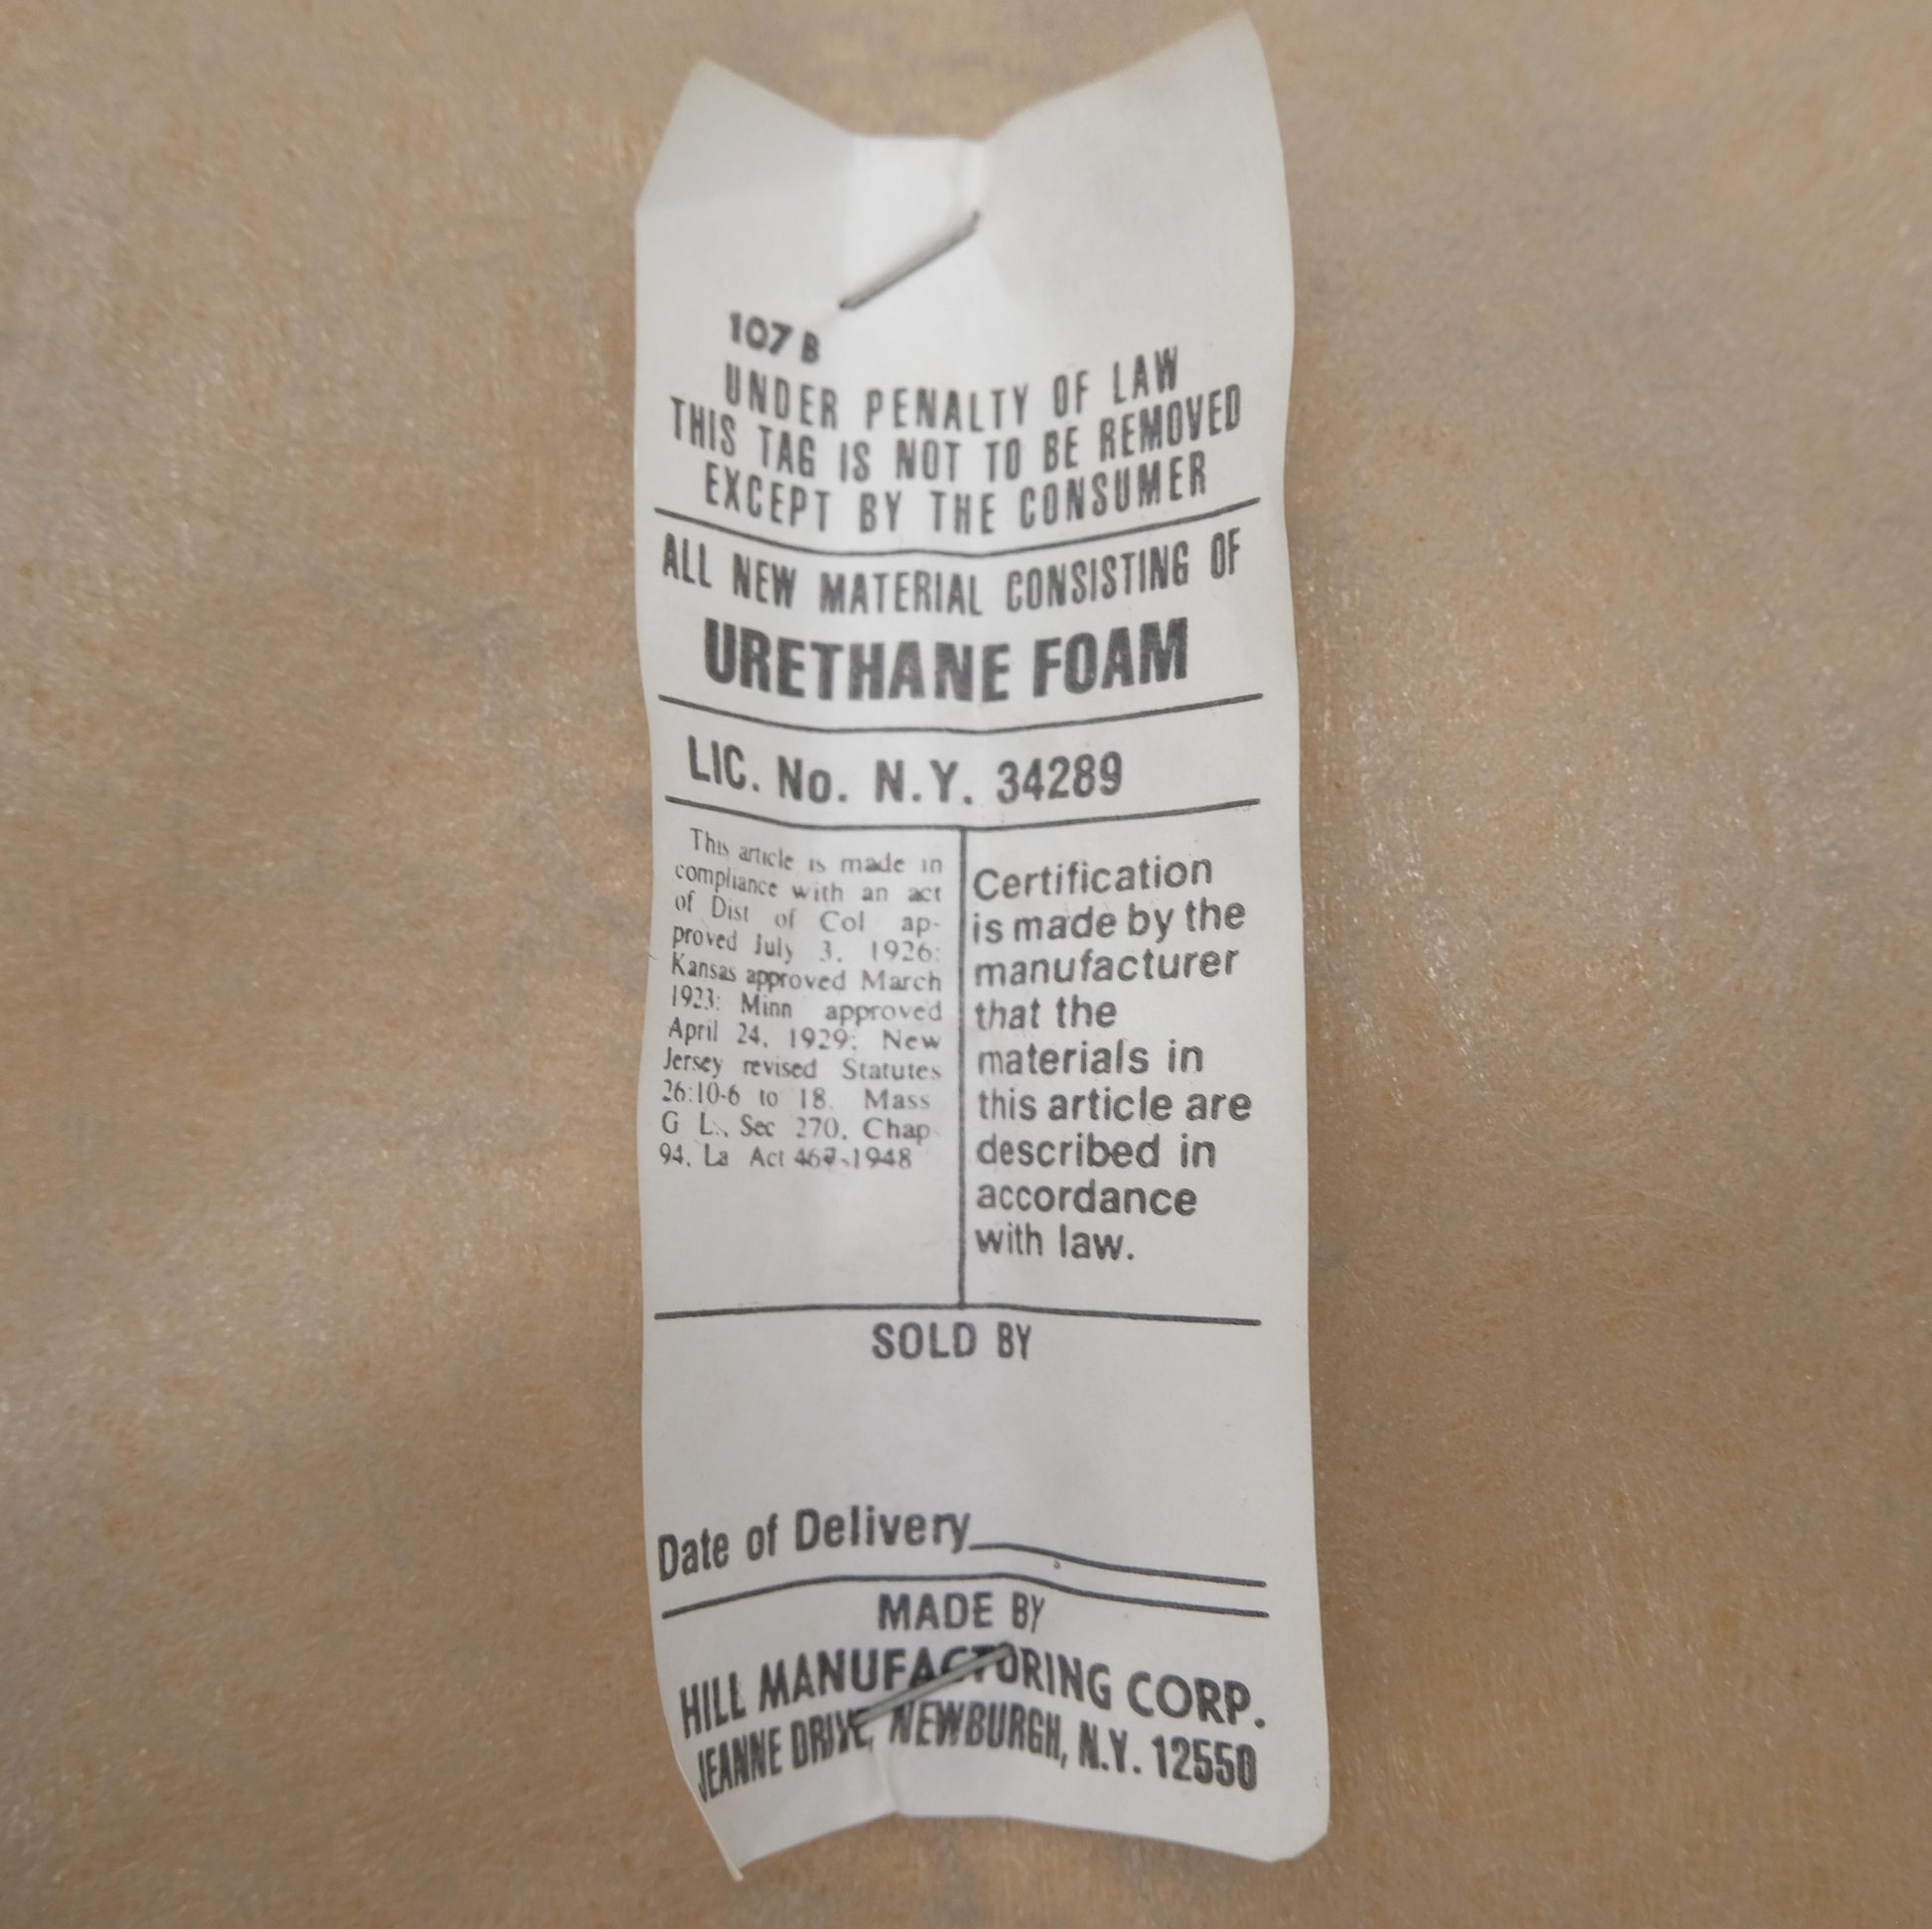 107 B
UNDER PENALTY OF LAW
THIS TAG IS NOT TO BE REMOVED
EXCEPT BY THE CONSUMER
ALL NEW MATERIAL CONSISTING OF
URETHANE FOAM
LIC. No. N.Y. 34289
This article is made in
compliance with an act
of Dist of Col ap-
proved July 3, 1926:
Kansas approved March
1923: Minn approved
April 24, 1929: New
Jersey revised Statutes
26:10-6 to 18. Mass
G L., Sec 270, Chap
94, La Act 467-1948
Certification
is made by the
manufacturer
that the
materials in
this article are
described in
accordance
with law.
SOLD BY
Date of Delivery
MADE BY
HILL MANUFACTURING CORP.
JEANNE DRIVE, NEWBURGH, N.Y. 12550